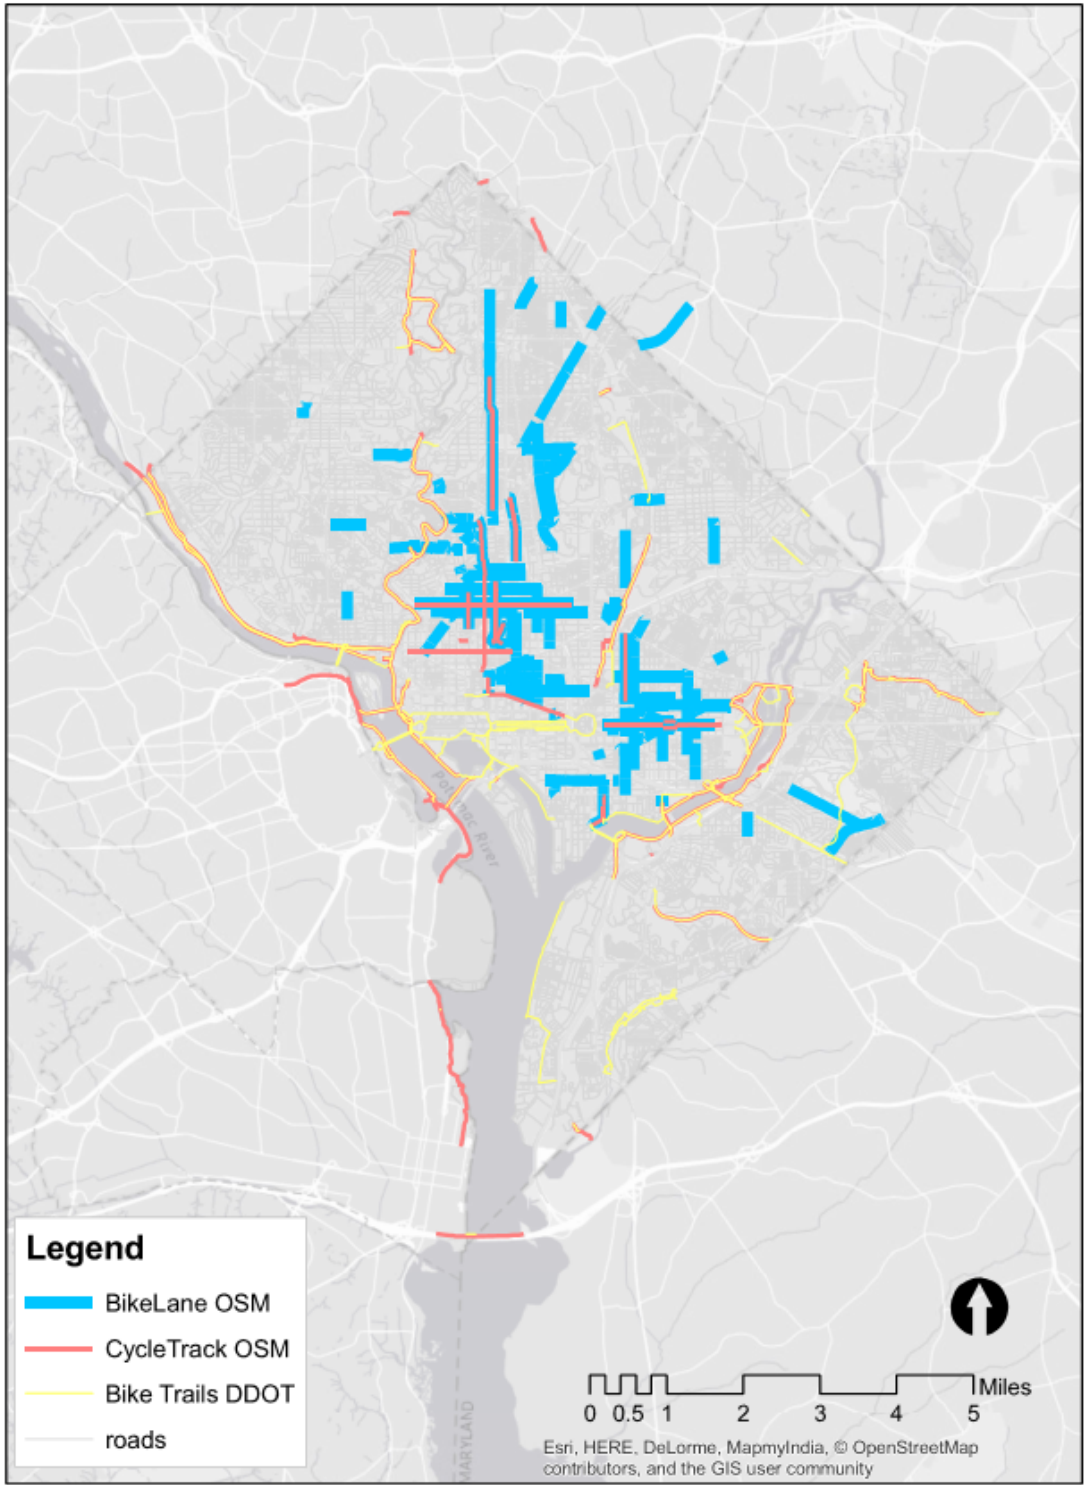 Potomac River
Legend
BikeLane OSM
CycleTrack OSM
Bike Trails DDOT
roads
MARYLAND
Miles
0 0.5 1 2 3 4 5
Esri, HERE, DeLorme, MapmyIndia, © OpenStreetMap
contributors, and the GIS user community